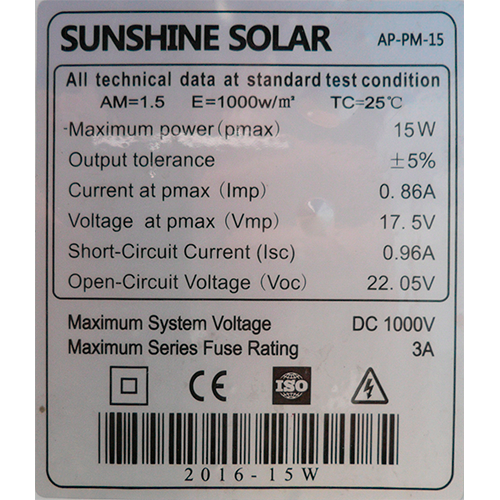 SUNSHINE SOLAR AP-PM-15
All technical data at standard test condition
AM=1.5 E=1000w/m³ TC=25℃
Maximum power(pmax) 15W
Output tolerance ±5%
Current at pmax (Imp) 0.86A
Voltage at pmax (Vmp) 17.5V
Short-Circuit Current (Isc) 0.96A
Open-Circuit Voltage (Voc) 22.05V
Maximum System Voltage DC 1000V
Maximum Series Fuse Rating 3A
CE ISO
2016-15W